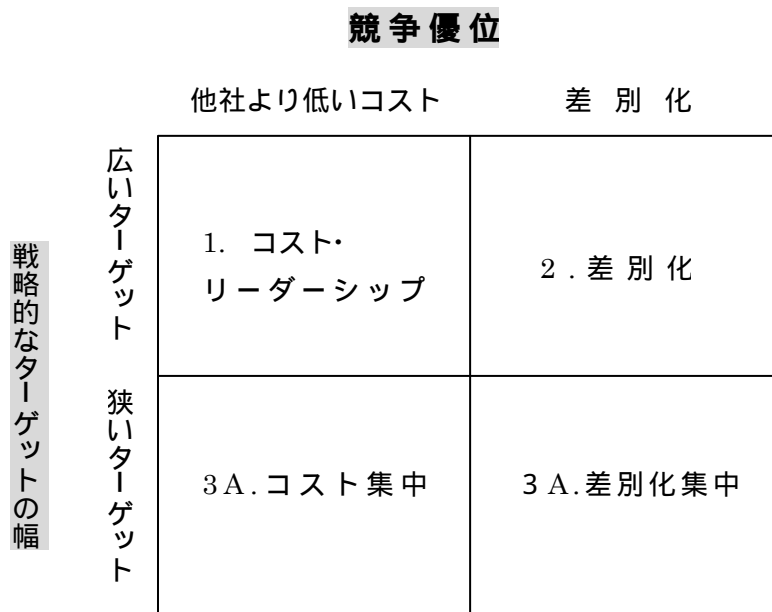 競争優位
他社より低いコスト
差別化
戦略的なターゲットの幅
広いターゲット
1. コスト・
リーダーシップ
2.差別化
狭いターゲット
3A.コスト集中
3A.差別化集中